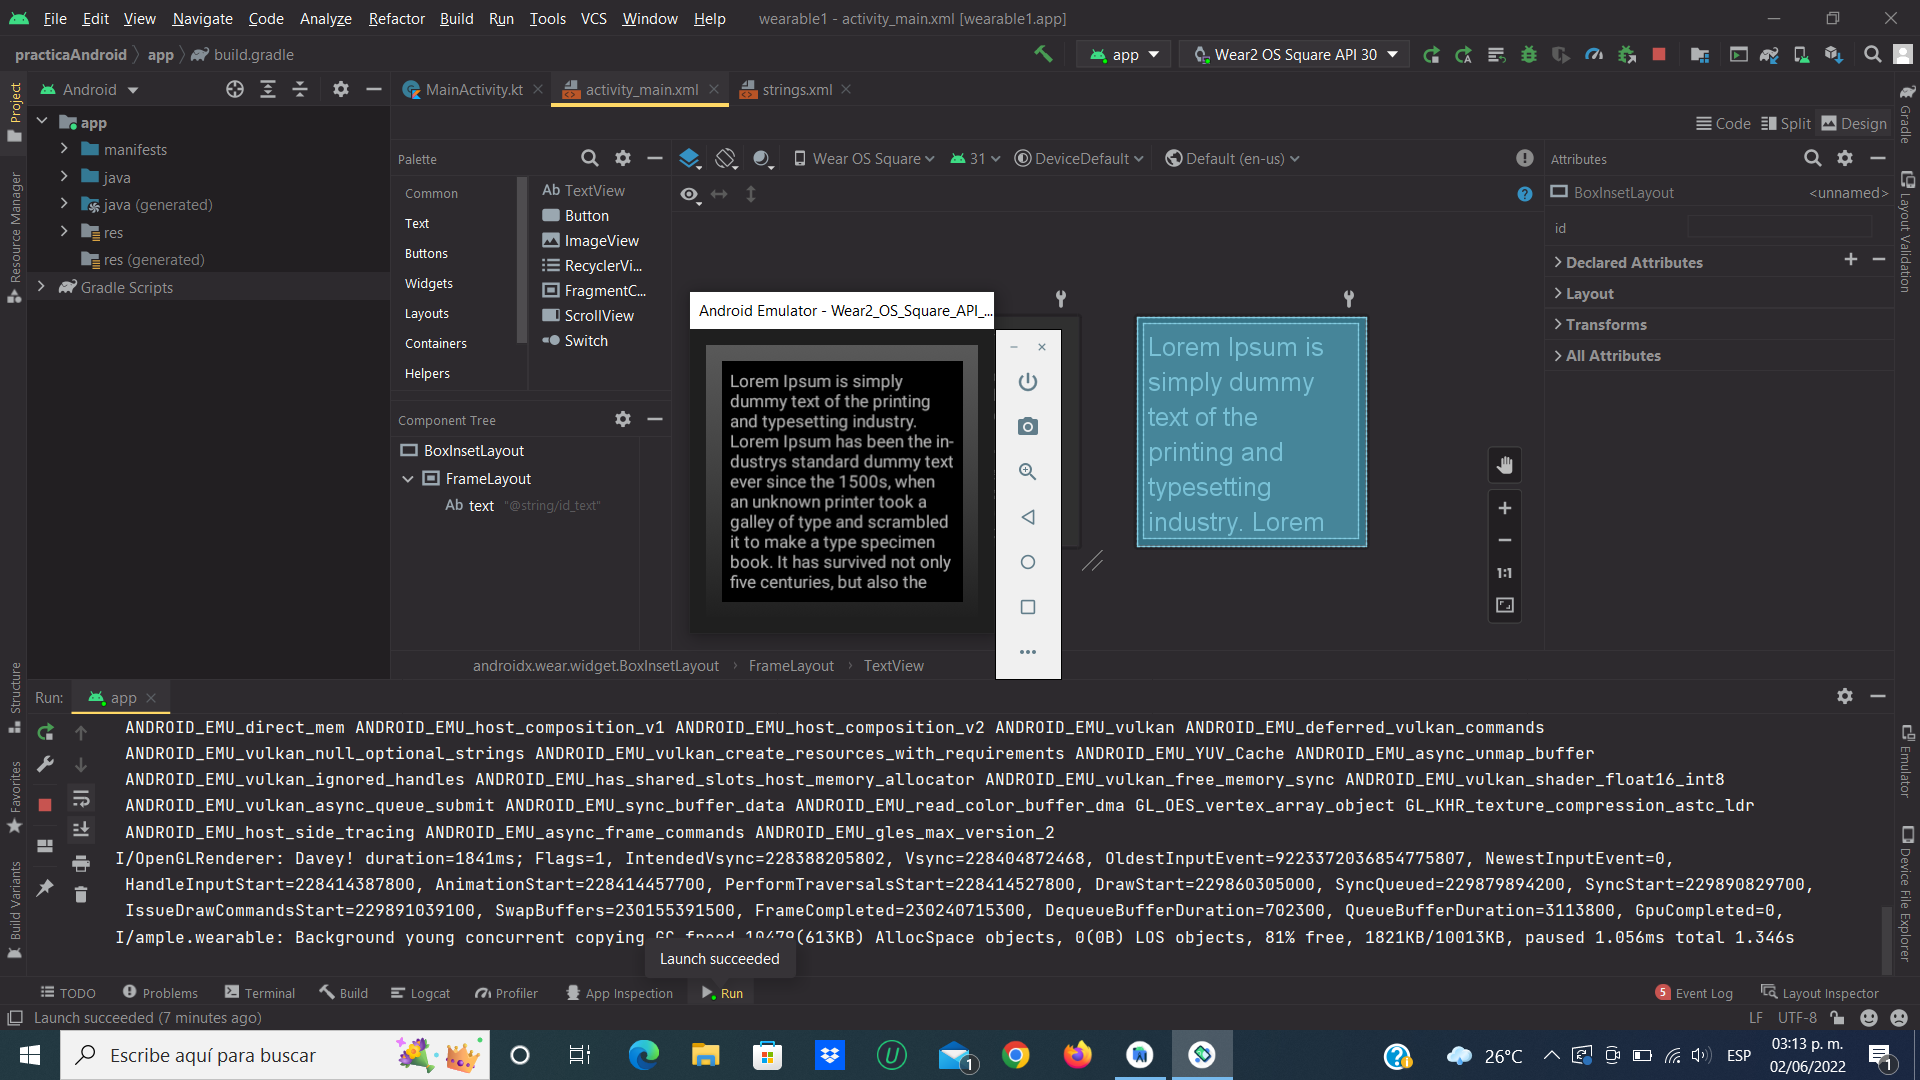 File Edit View Navigate Code Analyze Refactor Build Run Tools VCS Window Help wearable1 - activity_main.xml [wearable1.app]
practicaAndroid app build.gradle
app Wear2 OS Square API 30
Project
Android
MainActivity.kt activity_main.xml strings.xml
Gradle
Code Split Design
app
manifests
java
java (generated)
res
res (generated)
Gradle Scripts
Resource Manager
Palette
Common
Text
Buttons
Widgets
Layouts
Containers
Helpers
Ab TextView
Button
ImageView
RecyclerVi...
FragmentC...
ScrollView
Switch
Wear OS Square 31 DeviceDefault Default (en-us)
Attributes
BoxInsetLayout <unnamed>
id
Declared Attributes
Layout
Transforms
All Attributes
Layout Validation
Component Tree
BoxInsetLayout
FrameLayout
Ab text "@string/id_text"
Android Emulator - Wear2_OS_Square_API_...
Lorem Ipsum is simply
dummy text of the printing
and typesetting industry.
Lorem Ipsum has been the in-
dustrys standard dummy text
ever since the 1500s, when
an unknown printer took a
galley of type and scrambled
it to make a type specimen
book. It has survived not only
five centuries, but also the
Lorem Ipsum is
simply dummy
text of the
printing and
typesetting
industry. Lorem
1:1
androidx.wear.widget.BoxInsetLayout FrameLayout TextView
Structure
Favorites
Build Variants
Run: app
ANDROID_EMU_direct_mem ANDROID_EMU_host_composition_v1 ANDROID_EMU_host_composition_v2 ANDROID_EMU_vulkan ANDROID_EMU_deferred_vulkan_commands
ANDROID_EMU_vulkan_null_optional_strings ANDROID_EMU_vulkan_create_resources_with_requirements ANDROID_EMU_YUV_Cache ANDROID_EMU_async_unmap_buffer
ANDROID_EMU_vulkan_ignored_handles ANDROID_EMU_has_shared_slots_host_memory_allocator ANDROID_EMU_vulkan_free_memory_sync ANDROID_EMU_vulkan_shader_float16_int8
ANDROID_EMU_vulkan_async_queue_submit ANDROID_EMU_sync_buffer_data ANDROID_EMU_read_color_buffer_dma GL_OES_vertex_array_object GL_KHR_texture_compression_astc_ldr
ANDROID_EMU_host_side_tracing ANDROID_EMU_async_frame_commands ANDROID_EMU_gles_max_version_2
I/OpenGLRenderer: Davey! duration=1841ms; Flags=1, IntendedVsync=228388205802, Vsync=228404872468, OldestInputEvent=9223372036854775807, NewestInputEvent=0,
HandleInputStart=228414387800, AnimationStart=228414457700, PerformTraversalsStart=228414527800, DrawStart=229860305000, SyncQueued=229879894200, SyncStart=229890829700,
IssueDrawCommandsStart=229891039100, SwapBuffers=230155391500, FrameCompleted=230240715300, DequeueBufferDuration=702300, QueueBufferDuration=3113800, GpuCompleted=0,
I/ample.wearable: Background young concurrent copying GC freed 10479(613KB) AllocSpace objects, 0(0B) LOS objects, 81% free, 1821KB/10013KB, paused 1.056ms total 1.346s
Launch succeeded
Emulator
Device File Explorer
TODO Problems Terminal Build Logcat Profiler App Inspection Run 5 Event Log Layout Inspector
Launch succeeded (7 minutes ago) LF UTF-8
Escribe aquí para buscar 1 26°C ESP 03:13 p. m.
02/06/2022 1